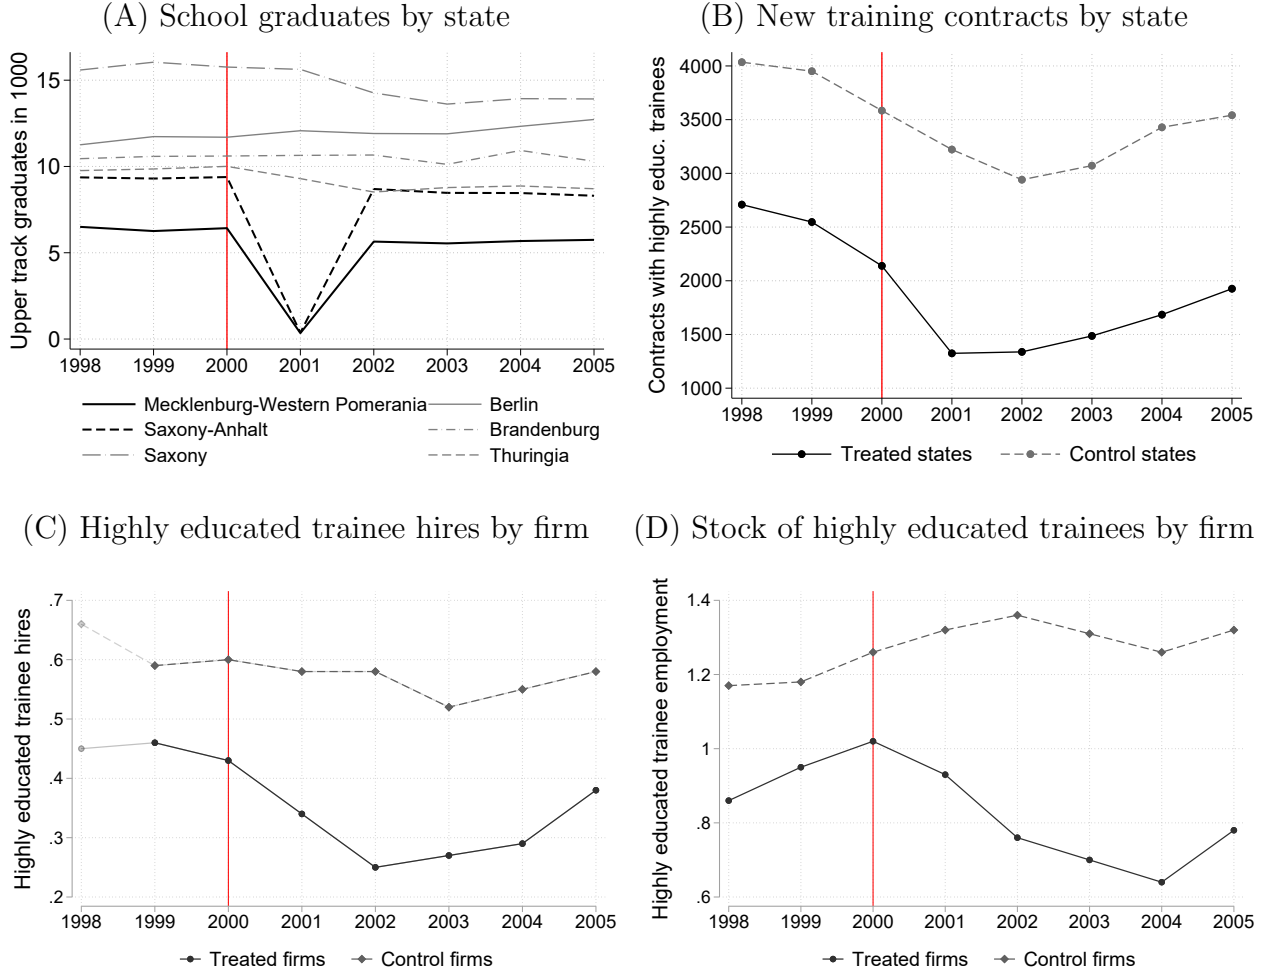 (A) School graduates by state
Upper track graduates in 1000
15
10
5
0
1998 1999 2000 2001 2002 2003 2004 2005
Mecklenburg-Western Pomerania Berlin
Saxony-Anhalt Brandenburg
Saxony Thuringia
(B) New training contracts by state
Contracts with highly educ. trainees
4000
3500
3000
2500
2000
1500
1000
1998 1999 2000 2001 2002 2003 2004 2005
Treated states Control states
(C) Highly educated trainee hires by firm
Highly educated trainee hires
.7
.6
.5
.4
.3
.2
1998 1999 2000 2001 2002 2003 2004 2005
Treated firms Control firms
(D) Stock of highly educated trainees by firm
Highly educated trainee employment
1.4
1.2
1
.8
.6
1998 1999 2000 2001 2002 2003 2004 2005
Treated firms Control firms